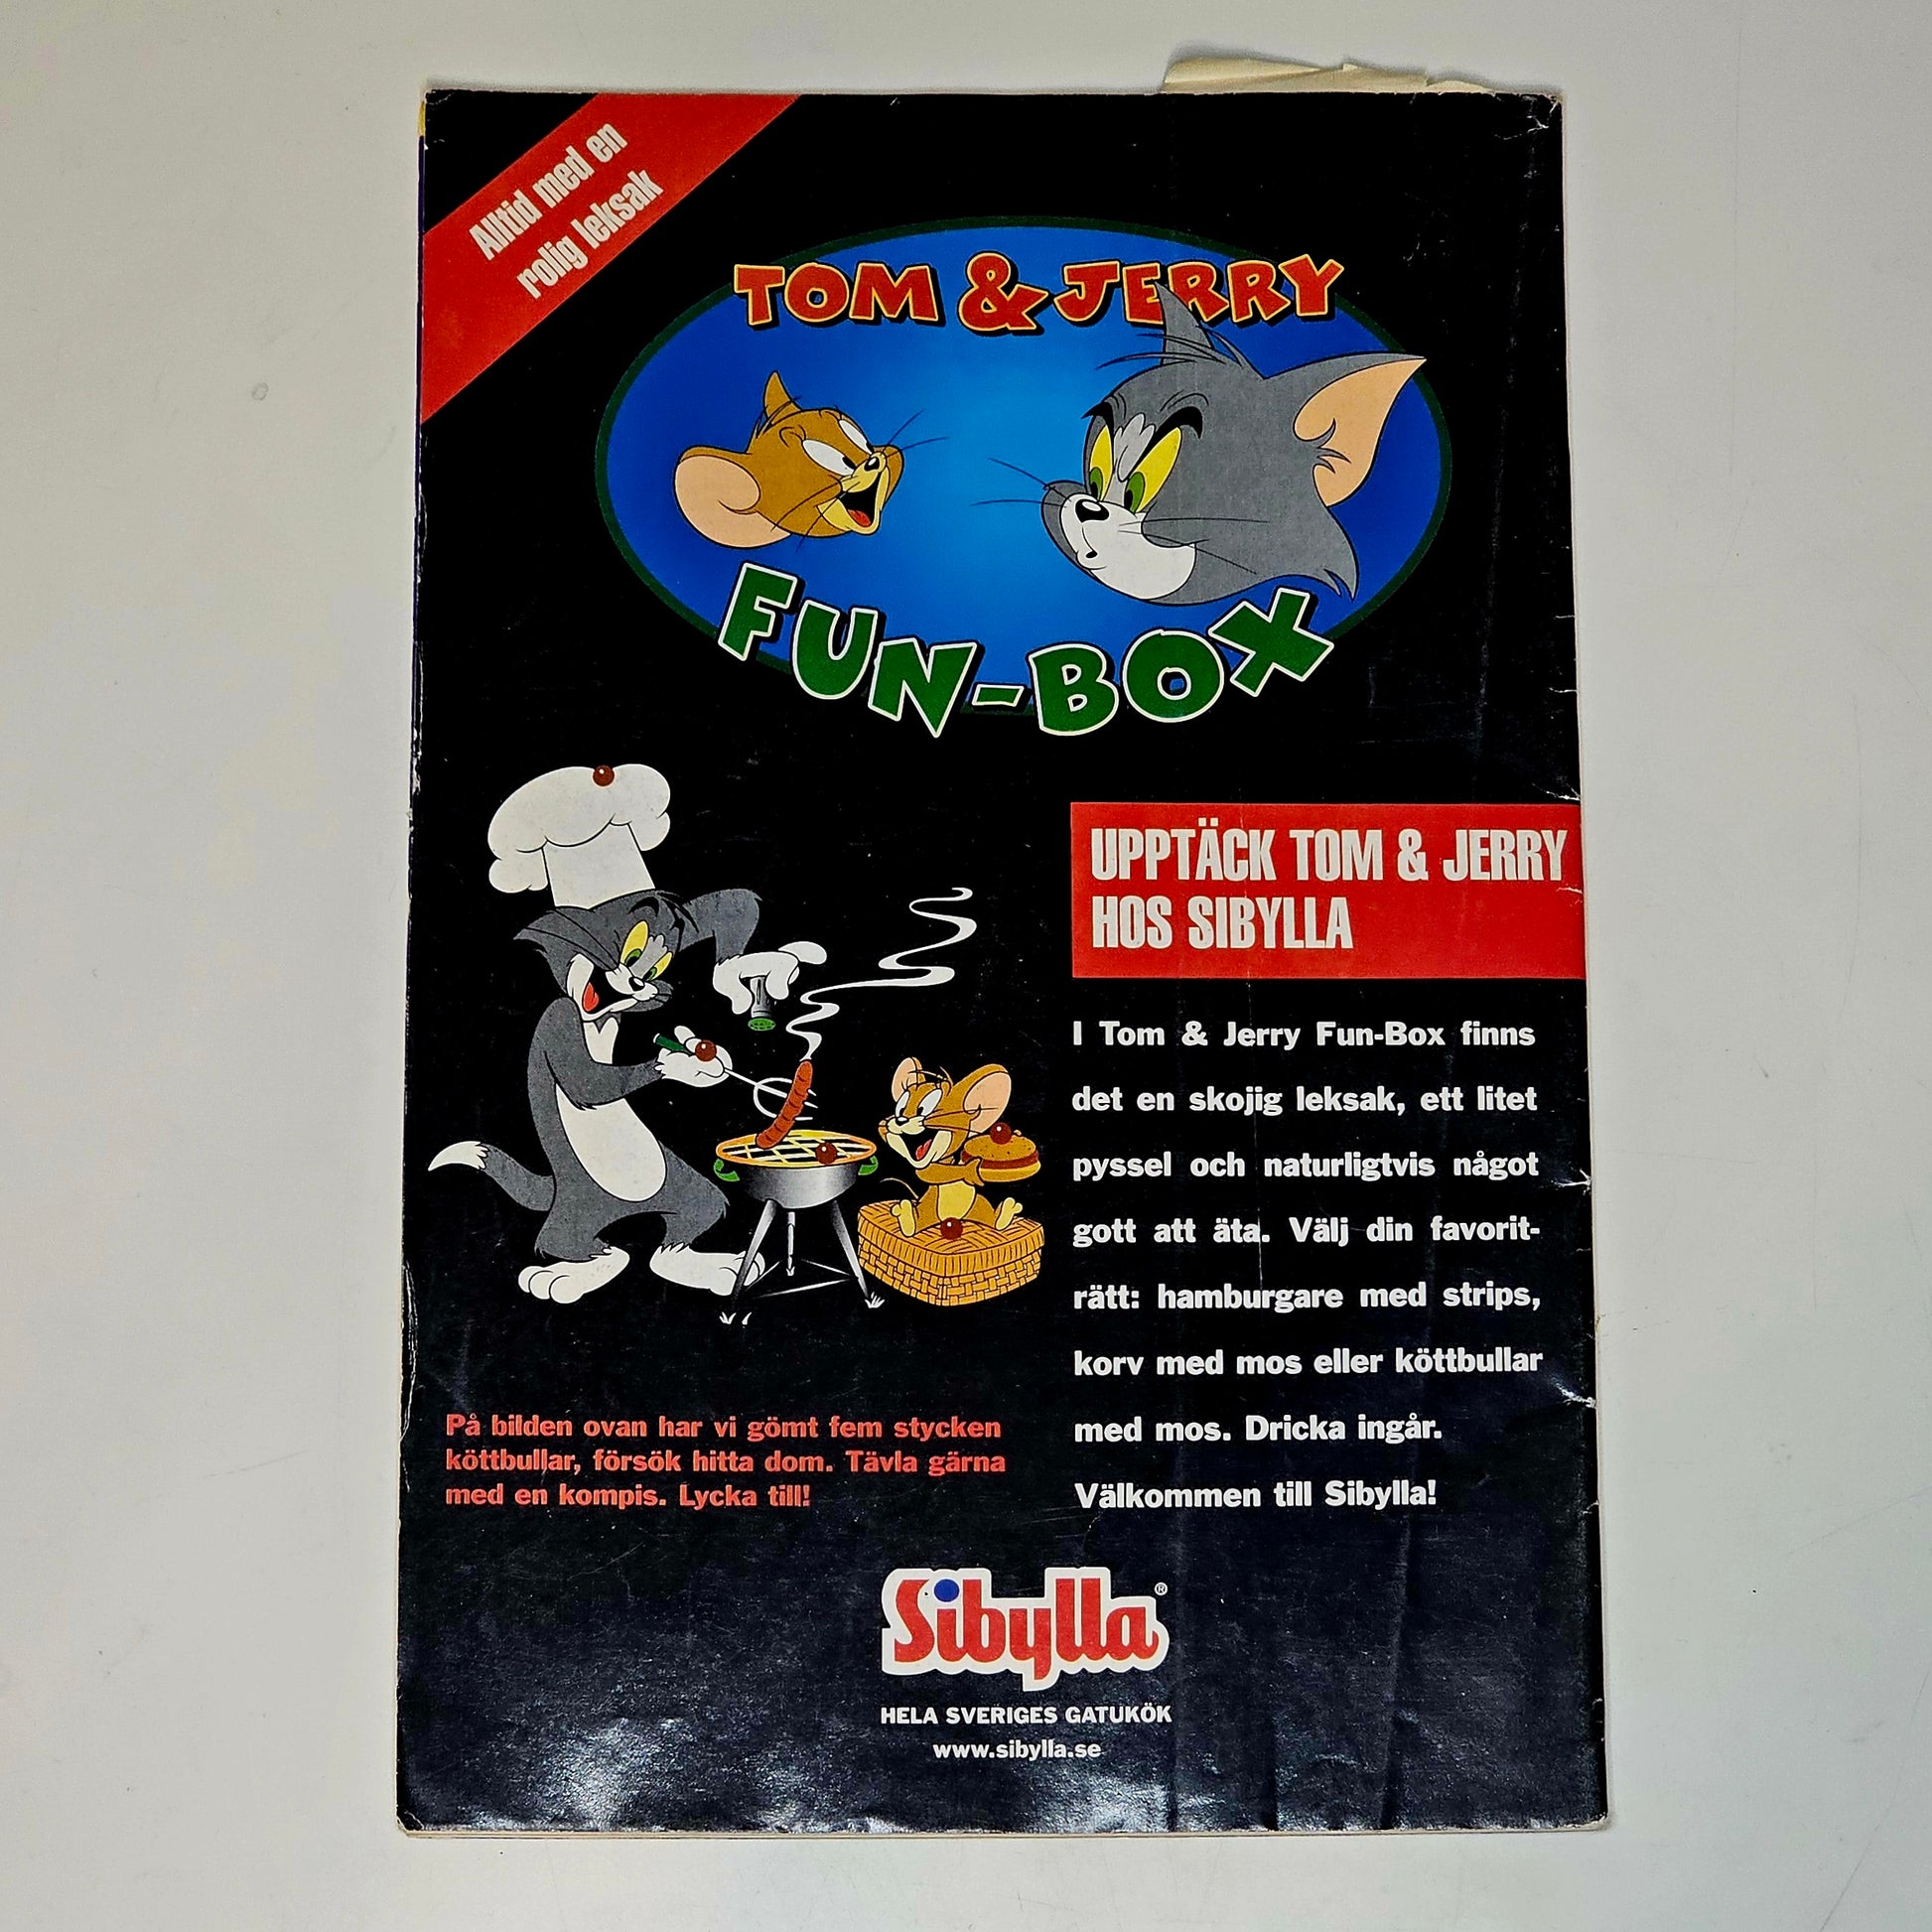 Alltid med en
rolig leksak
TOM & JERRY
FUN-BOX
UPPTÄCK TOM & JERRY
HOS SIBYLLA
I Tom & Jerry Fun-Box finns
det en skojig leksak, ett litet
pyssel och naturligtvis något
gott att äta. Välj din favorit-
rätt: hamburgare med strips,
korv med mos eller köttbullar
med mos. Dricka ingår.
Välkommen till Sibylla!
På bilden ovan har vi gömt fem stycken
köttbullar, försök hitta dom. Tävla gärna
med en kompis. Lycka till!
Sibylla®
HELA SVERIGES GATUKÖK
www.sibylla.se